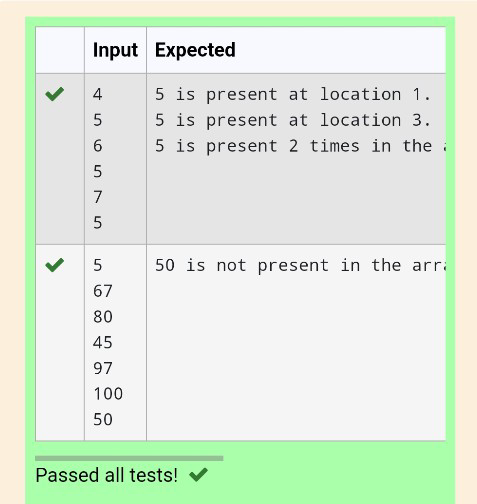 Input Expected
4 5 is present at location 1.
5 5 is present at location 3.
6 5 is present 2 times in the
5
7
5
5 50 is not present in the
67
80
45
97
100
50
Passed all tests!